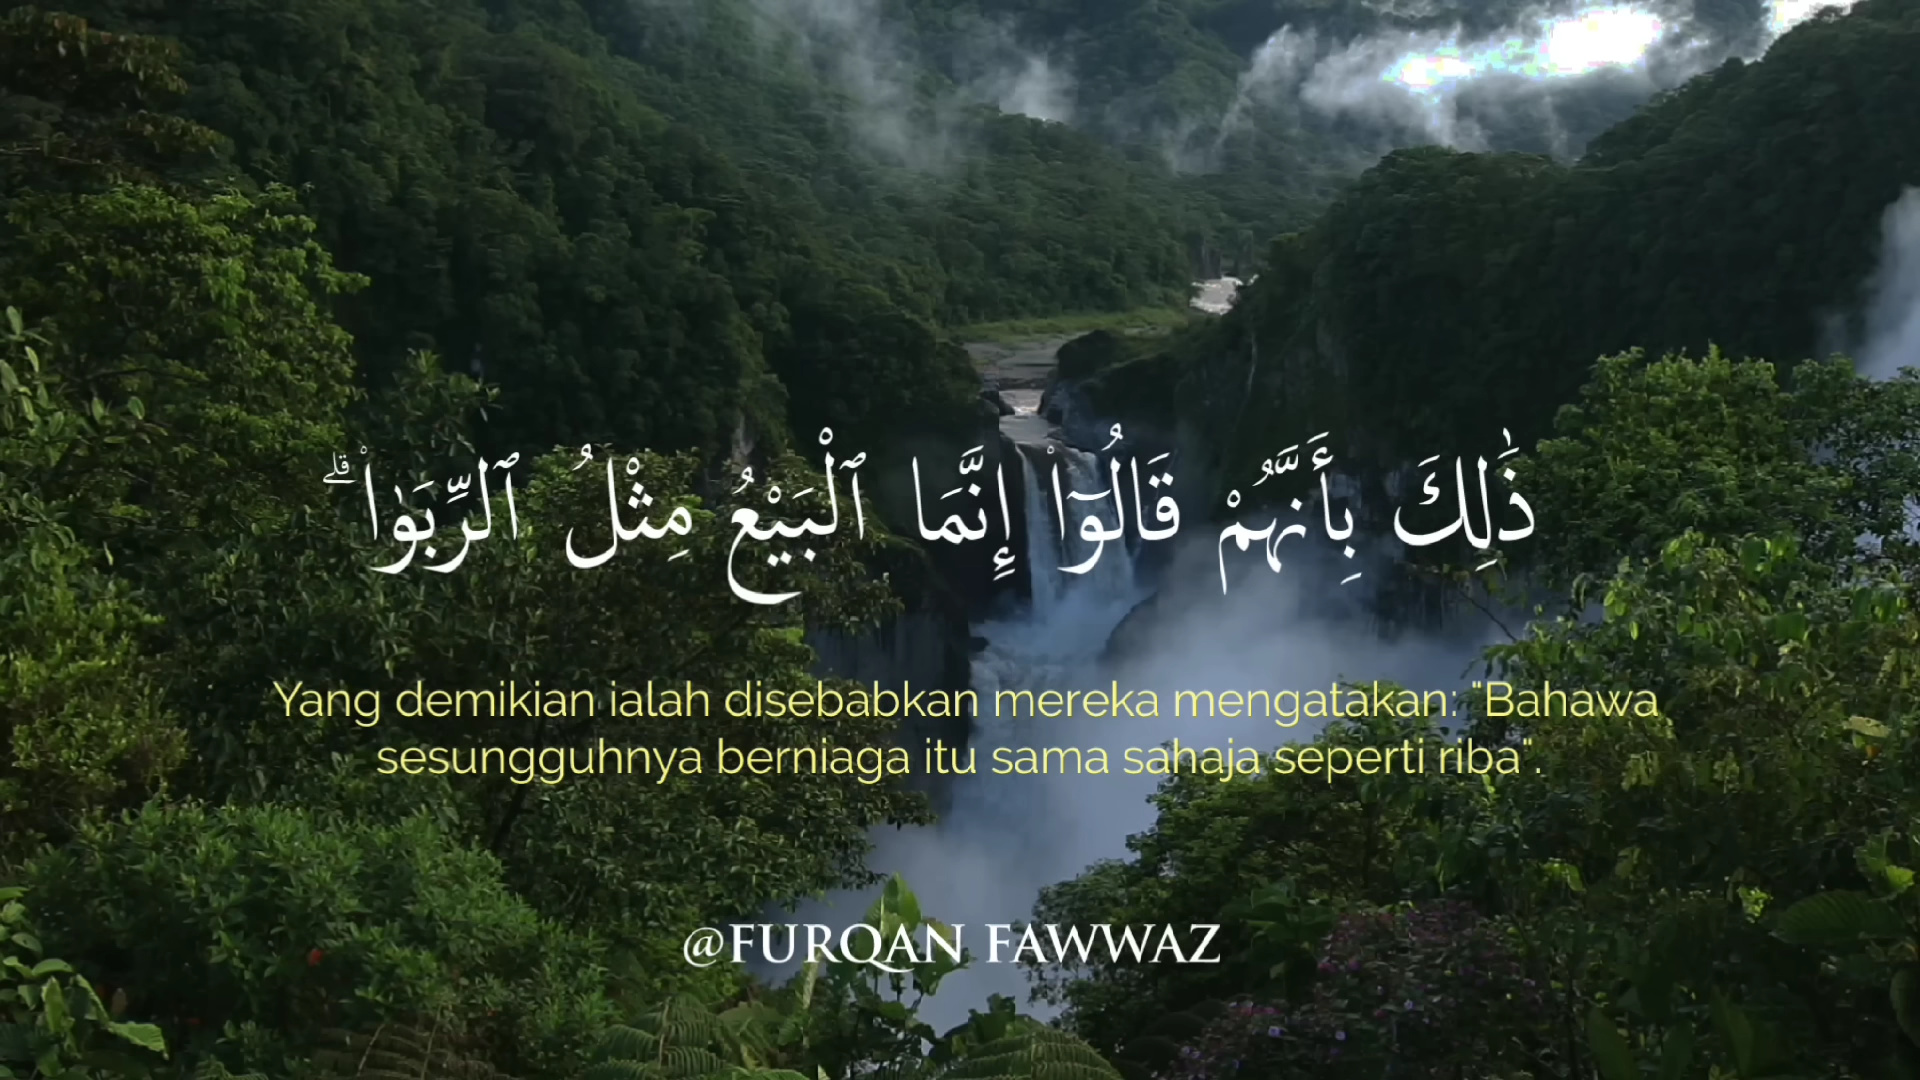 ذَٰلِكَ بِأَنَّهُمْ قَالُوٓا۟ إِنَّمَا ٱلْبَيْعُ مِثْلُ ٱلرِّبَوٰا۟ ۗ
Yang demikian ialah disebabkan mereka mengatakan: "Bahawa
sesungguhnya berniaga itu sama sahaja seperti riba".
@FURQAN FAWWAZ